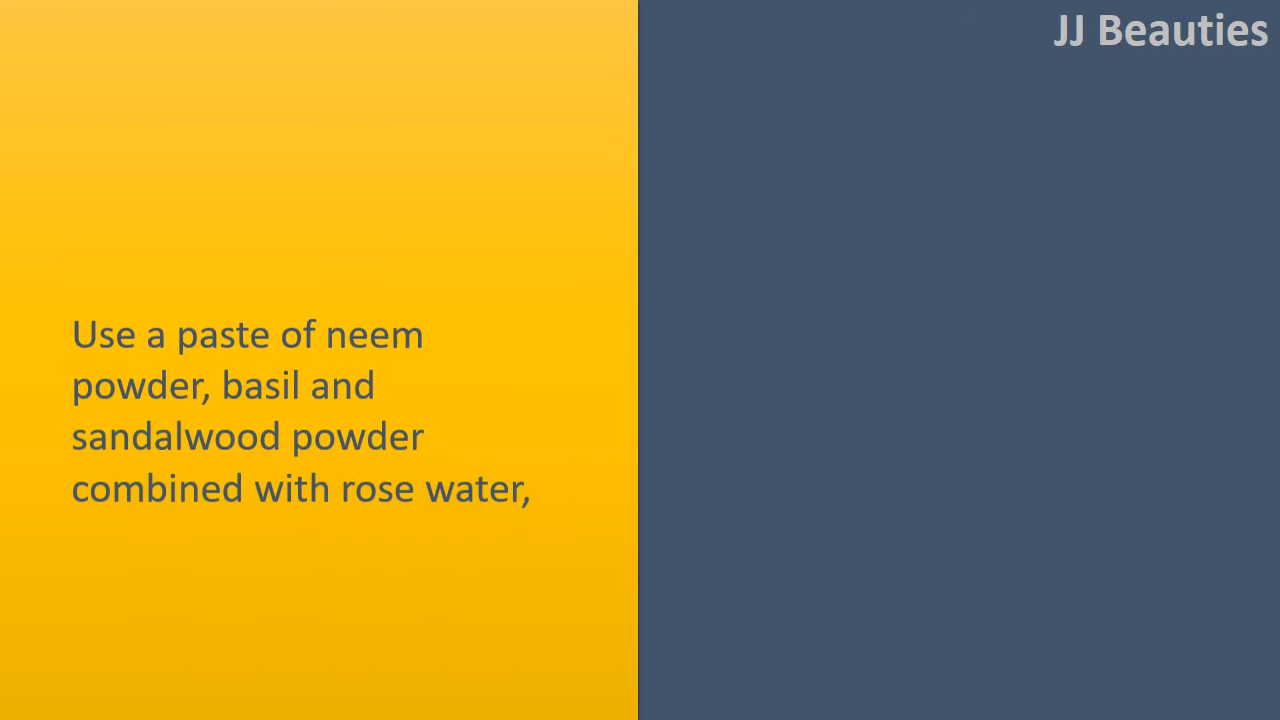 JJ Beauties
Use a paste of neem
powder, basil and
sandalwood powder
combined with rose water,